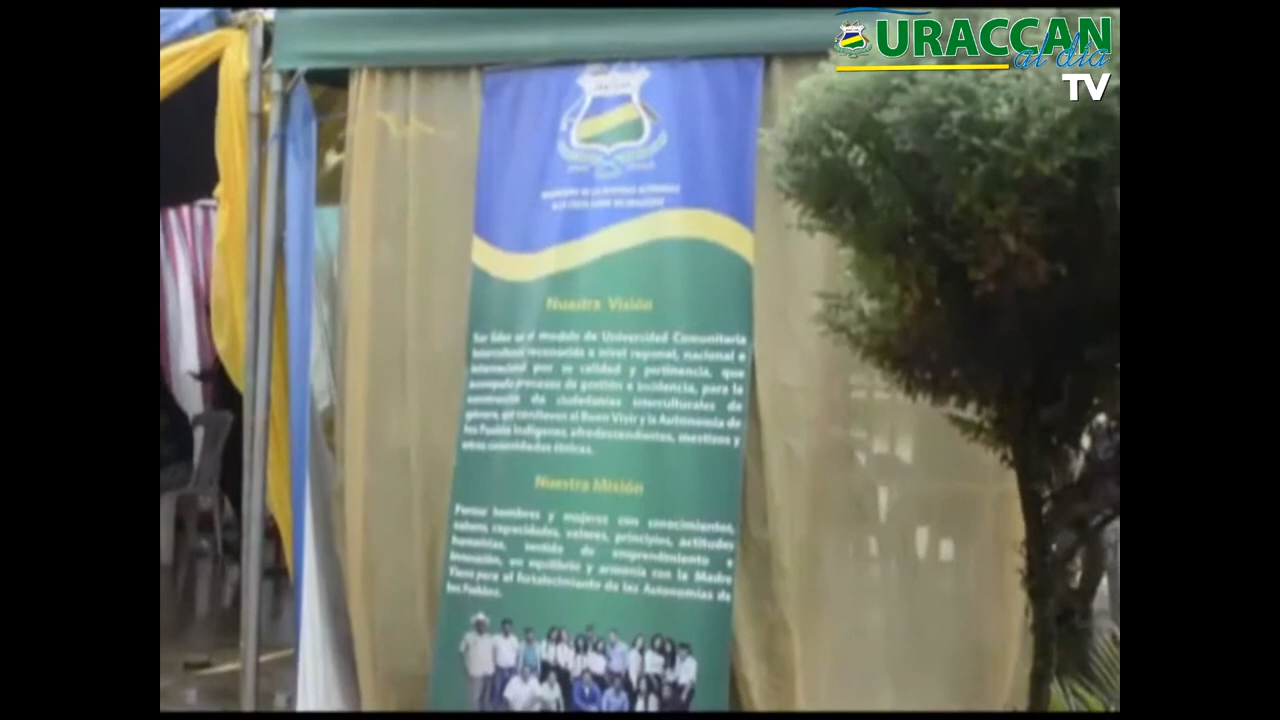 URACCAN
al día
TV
Nuestra Visión
Ser líder en el modelo de Universidad Comunitaria
Intercultural reconocida a nivel regional, nacional e
internacional por su calidad y pertinencia, que
acompaña procesos de gestión e incidencia, para la
construcción de ciudadanías interculturales de
género, que conlleven al Buen Vivir y la Autonomía de
los Pueblos Indígenas, afrodescendientes, mestizos y
otras comunidades étnicas.
Nuestra Misión
Formar hombres y mujeres con conocimientos,
saberes, capacidades, valores, principios, actitudes
humanistas, sentido de emprendimiento e
innovación, en equilibrio y armonía con la Madre
Tierra para el fortalecimiento de las Autonomías de
los Pueblos.